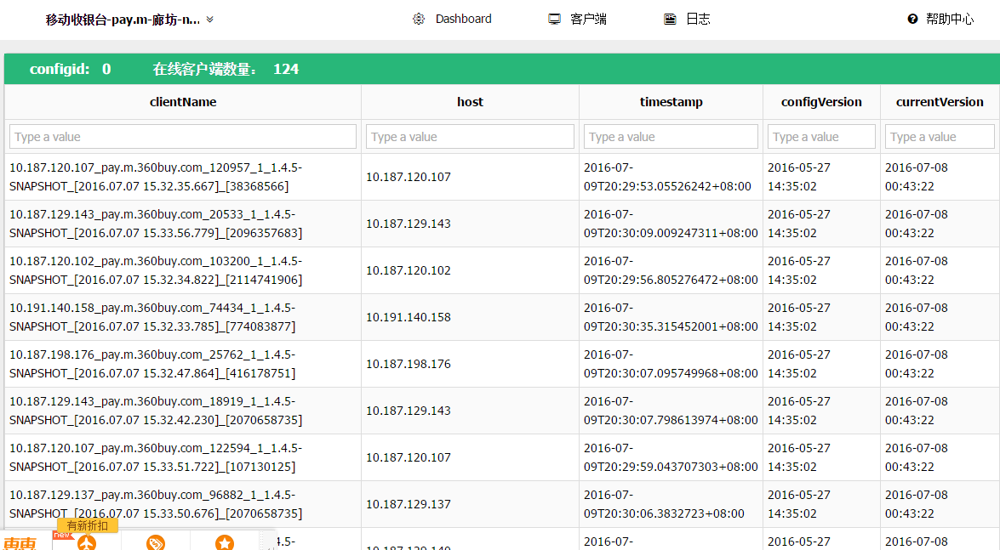 移动收银台-pay.m-廊坊-n... Dashboard 客户端 日志 帮助中心
configid: 0 在线客户端数量： 124
clientName host timestamp configVersion currentVersion
Type a value Type a value Type a value Type a value Type a value
10.187.120.107_pay.m.360buy.com_120957_1_1.4.5- 2016-07- 2016-05-27 2016-07-08
10.187.120.107
SNAPSHOT_[2016.07.07 15.32.35.667]_[38368566] 09T20:29:53.05526242+08:00 14:35:02 00:43:22
10.187.129.143_pay.m.360buy.com_20533_1_1.4.5- 2016-07- 2016-05-27 2016-07-08
10.187.129.143
SNAPSHOT_[2016.07.07 15.33.56.779]_[2096357683] 09T20:30:09.009247311+08:00 14:35:02 00:43:22
10.187.120.102_pay.m.360buy.com_103200_1_1.4.5- 2016-07- 2016-05-27 2016-07-08
10.187.120.102
SNAPSHOT_[2016.07.07 15.32.34.822]_[2114741906] 09T20:29:56.805276472+08:00 14:35:02 00:43:22
10.191.140.158_pay.m.360buy.com_74434_1_1.4.5- 2016-07- 2016-05-27 2016-07-08
10.191.140.158
SNAPSHOT_[2016.07.07 15.32.33.785]_[774083877] 09T20:30:35.315452001+08:00 14:35:02 00:43:22
10.187.198.176_pay.m.360buy.com_25762_1_1.4.5- 2016-07- 2016-05-27 2016-07-08
10.187.198.176
SNAPSHOT_[2016.07.07 15.32.47.864]_[416178751] 09T20:30:07.095749968+08:00 14:35:02 00:43:22
10.187.129.143_pay.m.360buy.com_18919_1_1.4.5- 2016-07- 2016-05-27 2016-07-08
10.187.129.143
SNAPSHOT_[2016.07.07 15.32.42.230]_[2070658735] 09T20:30:07.798613974+08:00 14:35:02 00:43:22
10.187.120.107_pay.m.360buy.com_122594_1_1.4.5- 2016-07- 2016-05-27 2016-07-08
10.187.120.107
SNAPSHOT_[2016.07.07 15.33.51.722]_[107130125] 09T20:29:59.043707303+08:00 14:35:02 00:43:22
10.187.129.137_pay.m.360buy.com_96882_1_1.4.5- 2016-07- 2016-05-27 2016-07-08
10.187.129.137
SNAPSHOT_[2016.07.07 15.33.50.676]_[2070658735] 09T20:30:06.3832723+08:00 14:35:02 00:43:22
有新折扣
new
惠惠 .4.5- 2016-07- 2016-05-27 2016-07-08